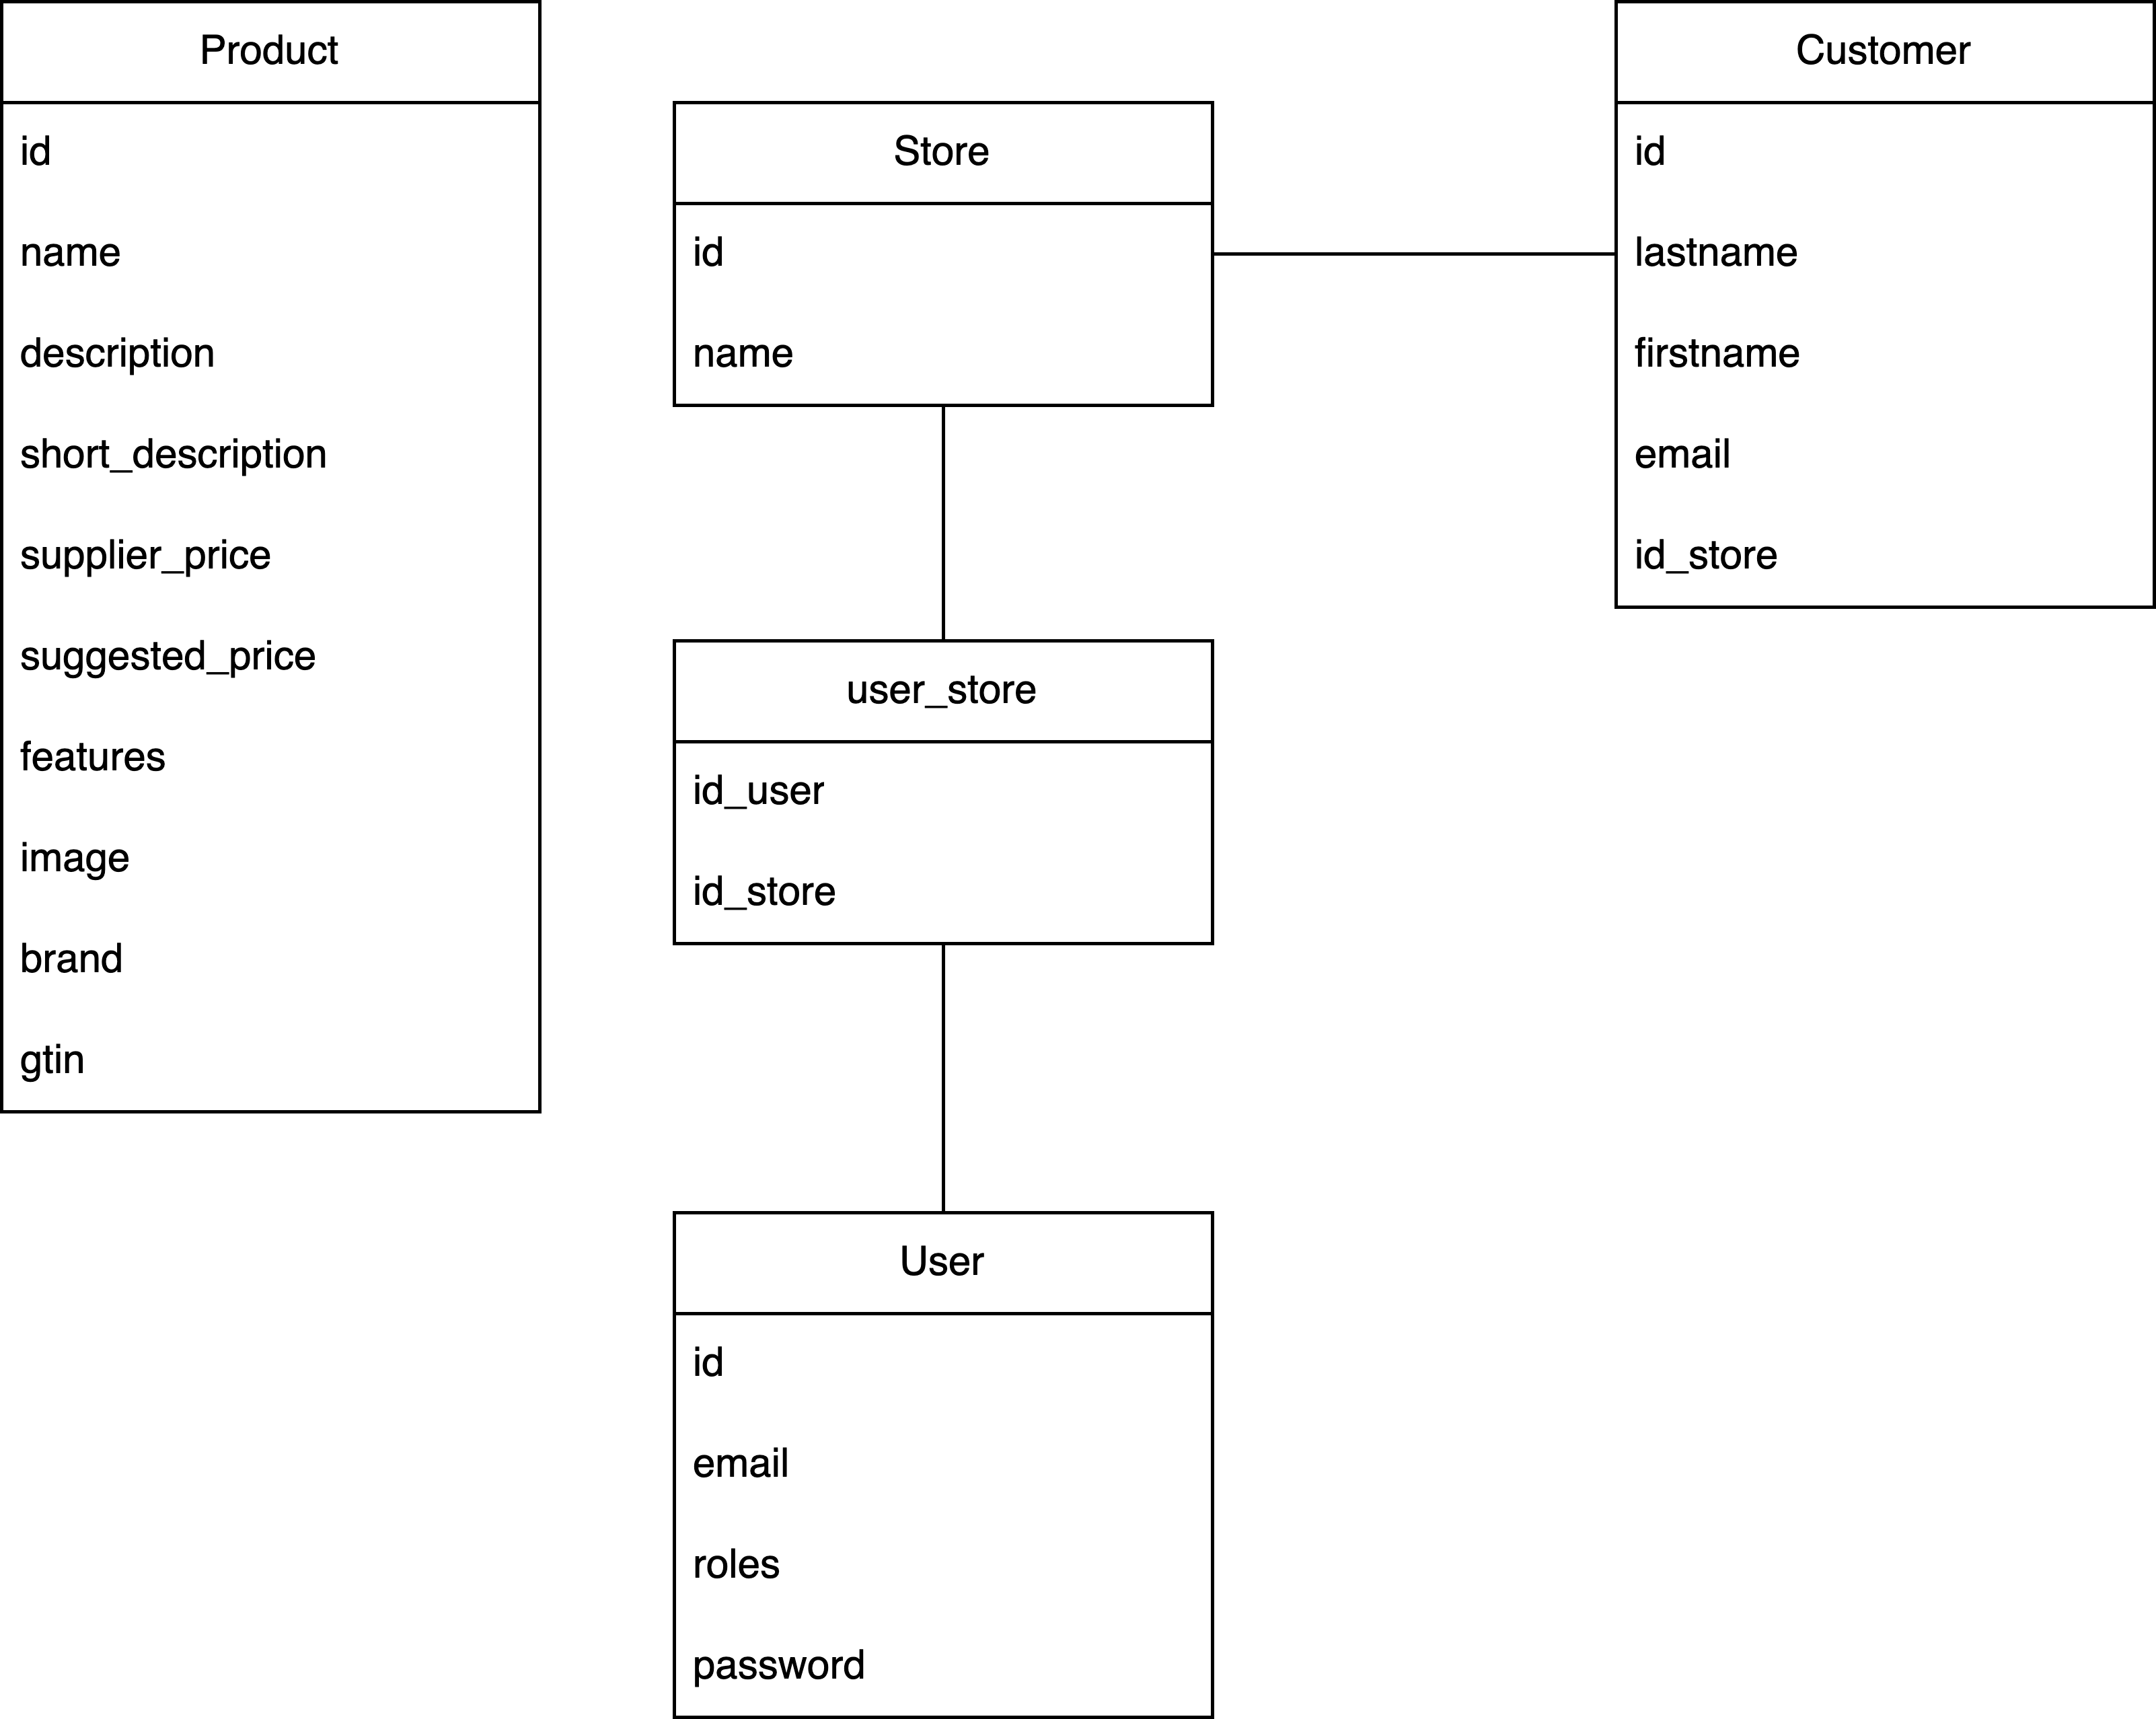 Product
id
name
description
short_description
supplier_price
suggested_price
features
image
brand
gtin
Store
id
name
user_store
id_user
id_store
User
id
email
roles
password
Customer
id
lastname
firstname
email
id_store